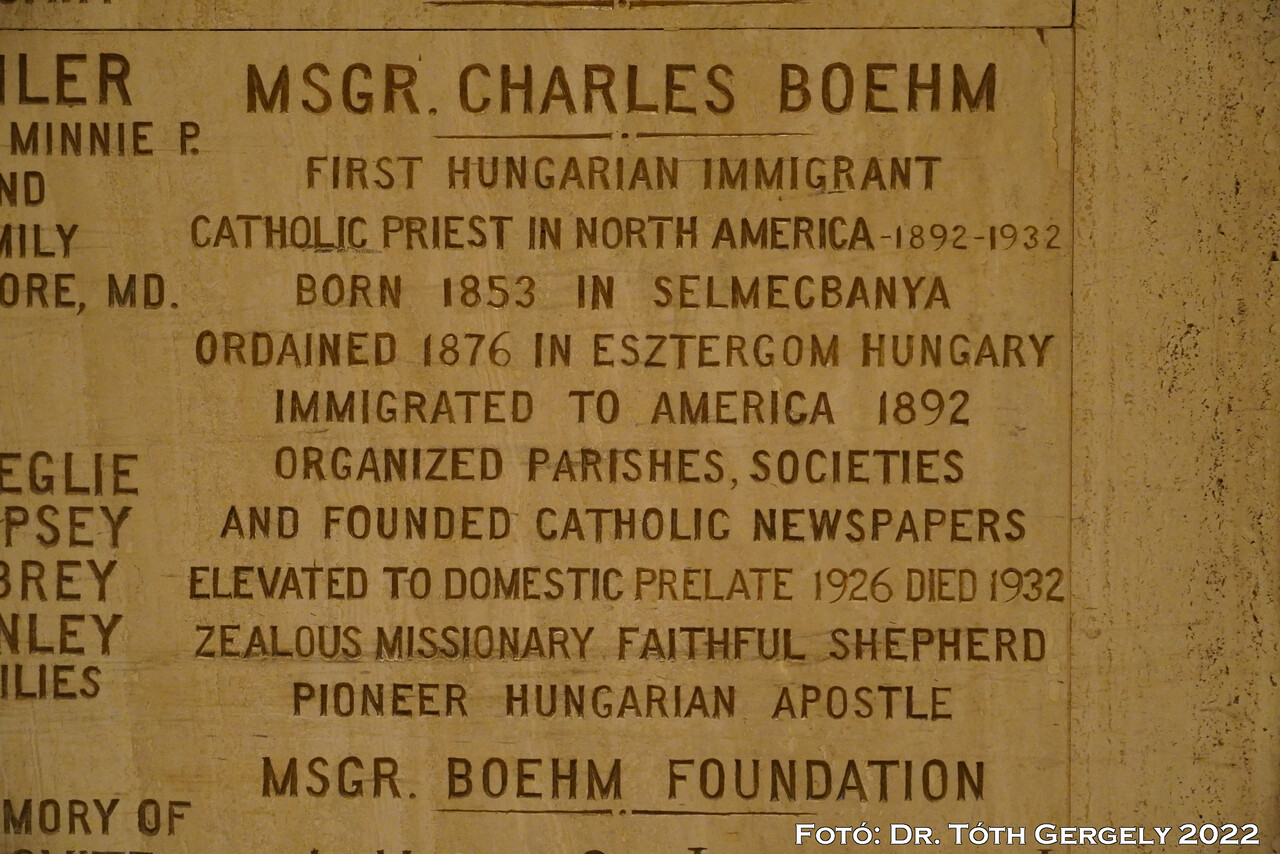 MSGR. CHARLES BOEHM
FIRST HUNGARIAN IMMIGRANT
CATHOLIC PRIEST IN NORTH AMERICA-1892-1932
BORN 1853 IN SELMECBANYA
ORDAINED 1876 IN ESZTERGOM HUNGARY
IMMIGRATED TO AMERICA 1892
ORGANIZED PARISHES, SOCIETIES
AND FOUNDED CATHOLIC NEWSPAPERS
ELEVATED TO DOMESTIC PRELATE 1926 DIED 1932
ZEALOUS MISSIONARY FAITHFUL SHEPHERD
PIONEER HUNGARIAN APOSTLE
MSGR. BOEHM FOUNDATION
ILER
MINNIE P.
ND
MILY
ORE, MD.
EGLIE
PSEY
BREY
NLEY
ILIES
MORY OF
FOTÓ: DR. TÓTH GERGELY 2022